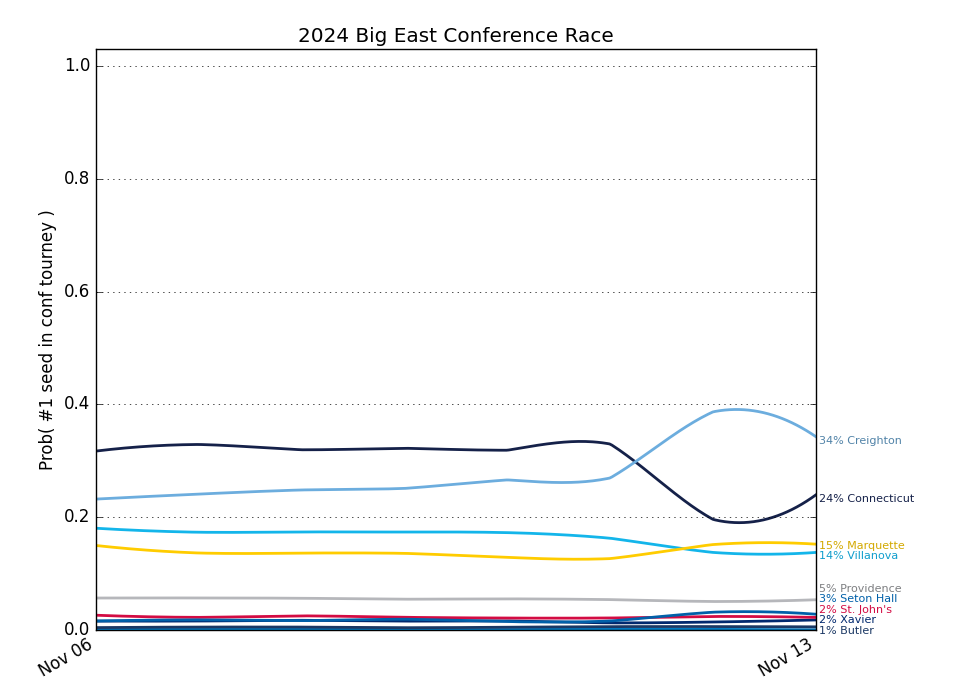 2024 Big East Conference Race
Prob( #1 seed in conf tourney )
1.0
0.8
0.6
0.4
0.2
0.0
Nov 06
Nov 13
34% Creighton
24% Connecticut
15% Marquette
14% Villanova
5% Providence
3% Seton Hall
2% St. John's
2% Xavier
1% Butler